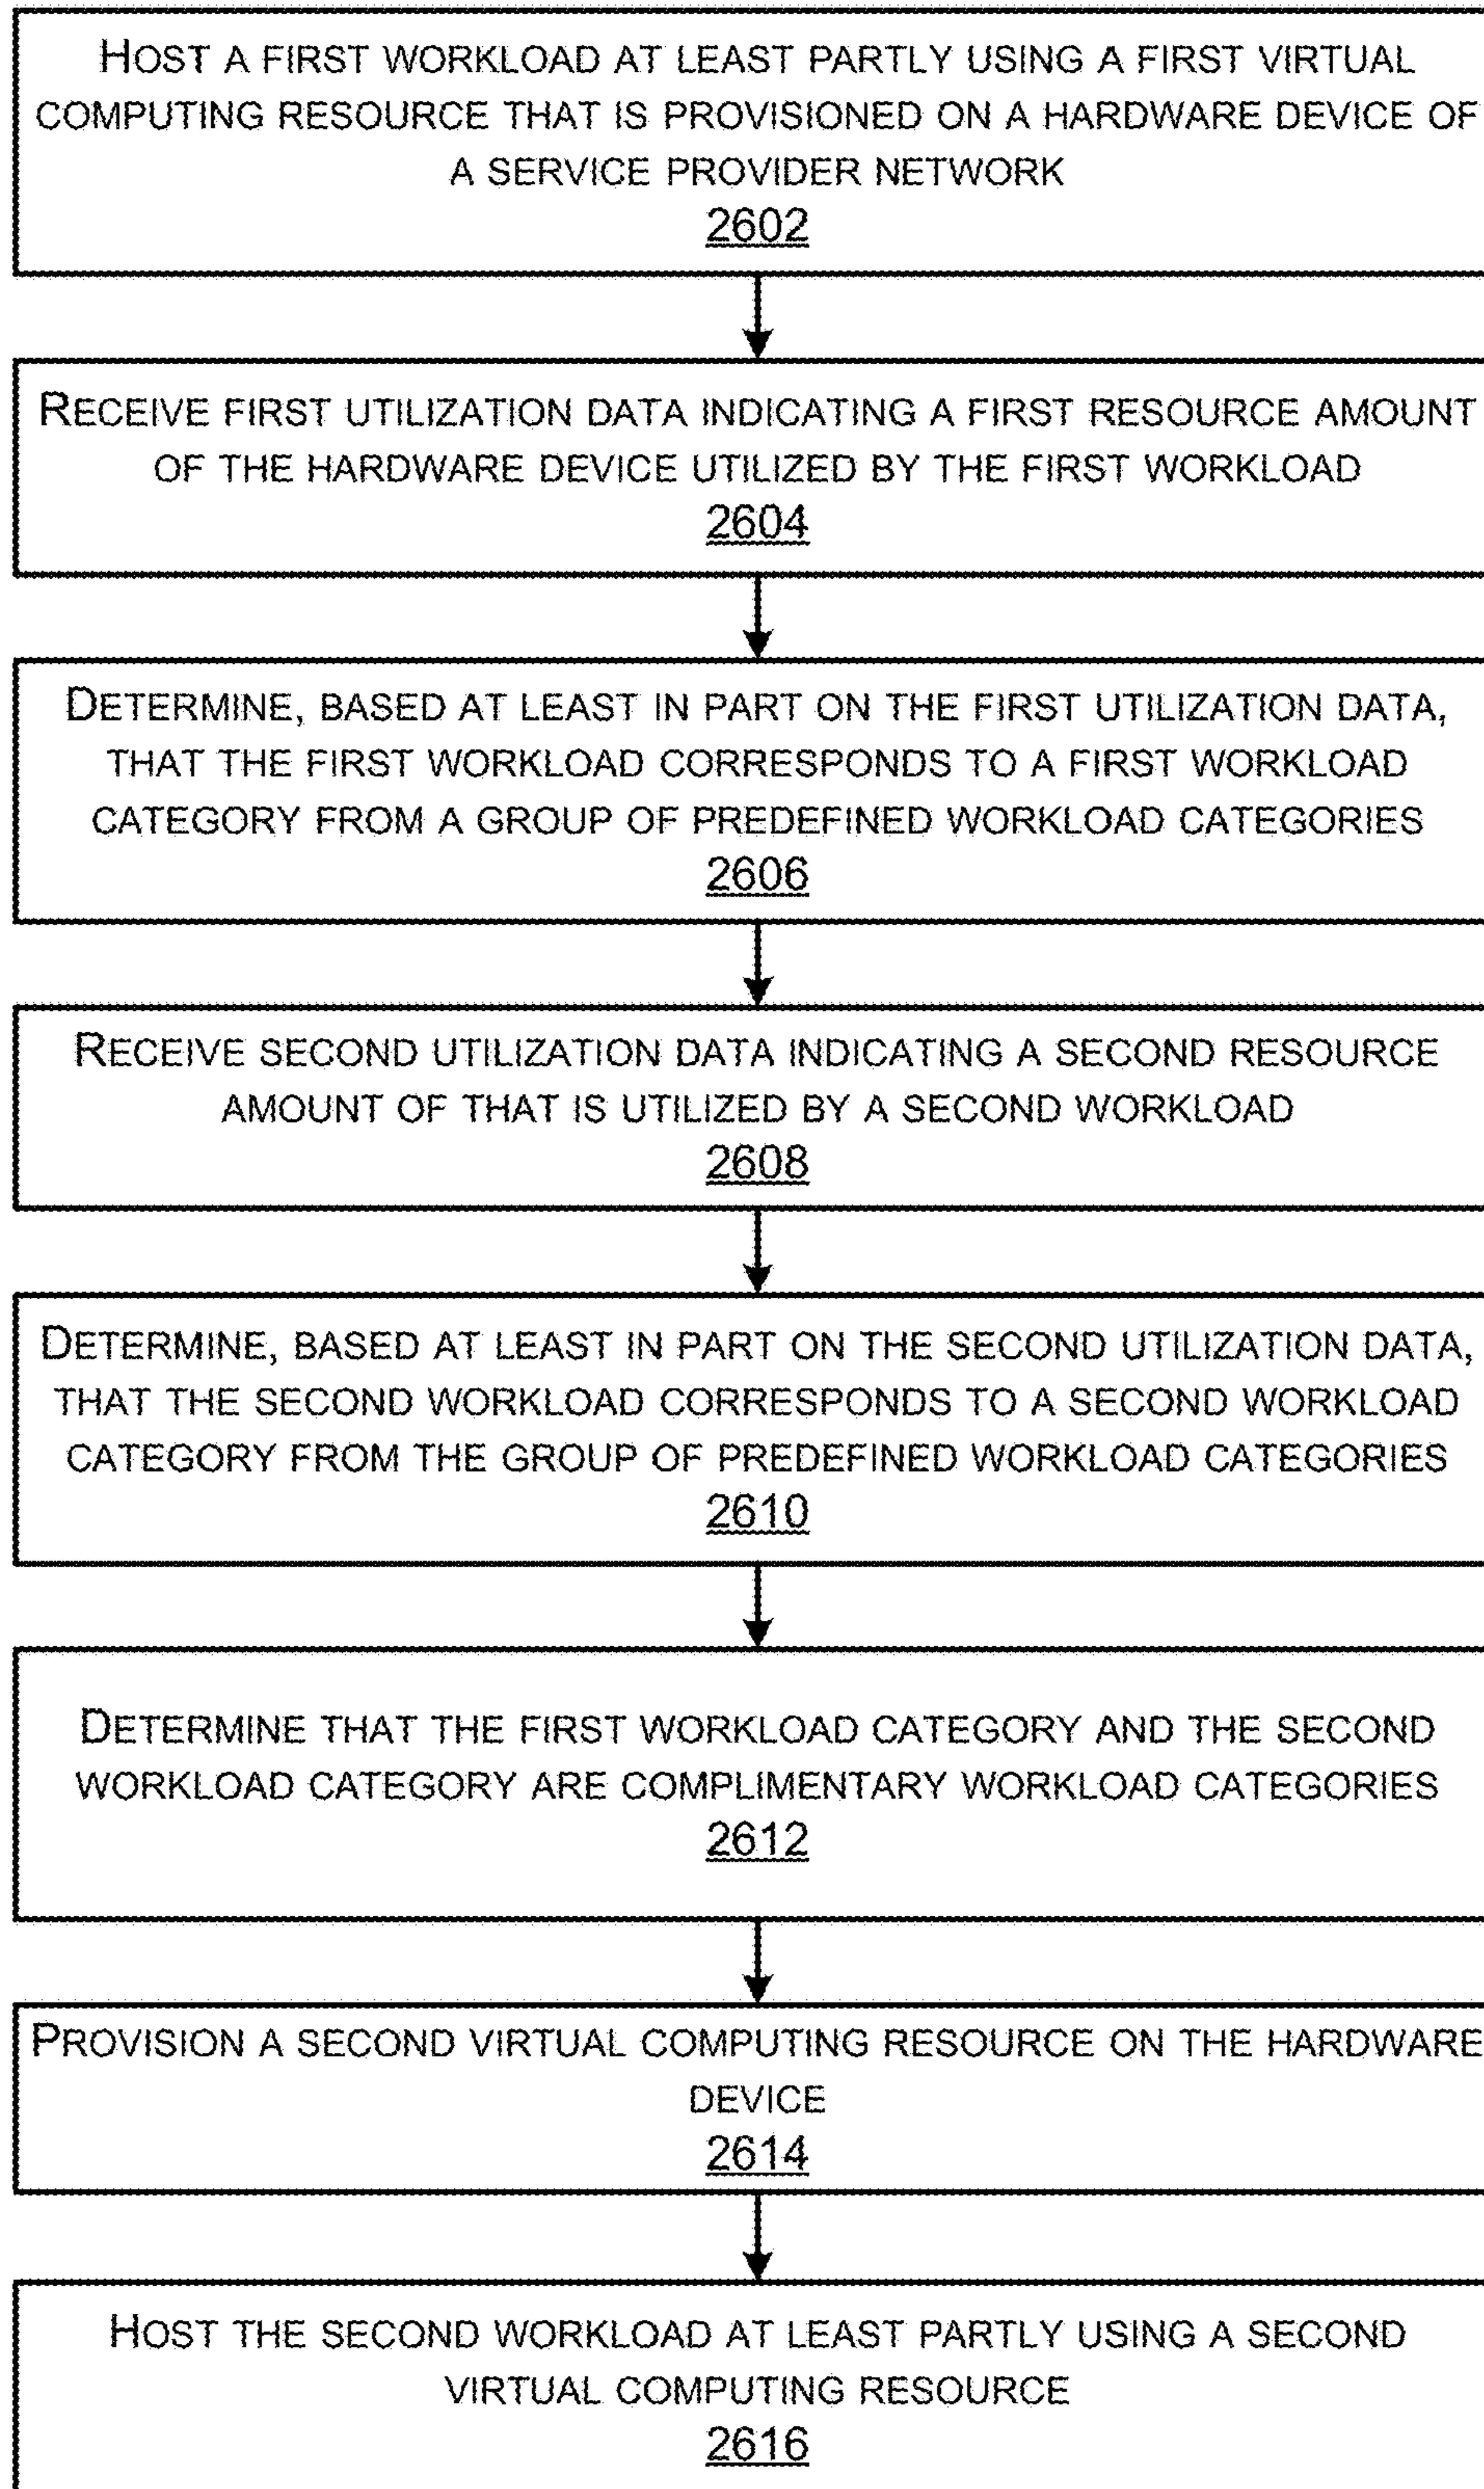 HOST A FIRST WORKLOAD AT LEAST PARTLY USING A FIRST VIRTUAL
COMPUTING RESOURCE THAT IS PROVISIONED ON A HARDWARE DEVICE OF
A SERVICE PROVIDER NETWORK
2602
RECEIVE FIRST UTILIZATION DATA INDICATING A FIRST RESOURCE AMOUNT
OF THE HARDWARE DEVICE UTILIZED BY THE FIRST WORKLOAD
2604
DETERMINE, BASED AT LEAST IN PART ON THE FIRST UTILIZATION DATA,
THAT THE FIRST WORKLOAD CORRESPONDS TO A FIRST WORKLOAD
CATEGORY FROM A GROUP OF PREDEFINED WORKLOAD CATEGORIES
2606
RECEIVE SECOND UTILIZATION DATA INDICATING A SECOND RESOURCE
AMOUNT OF THAT IS UTILIZED BY A SECOND WORKLOAD
2608
DETERMINE, BASED AT LEAST IN PART ON THE SECOND UTILIZATION DATA,
THAT THE SECOND WORKLOAD CORRESPONDS TO A SECOND WORKLOAD
CATEGORY FROM THE GROUP OF PREDEFINED WORKLOAD CATEGORIES
2610
DETERMINE THAT THE FIRST WORKLOAD CATEGORY AND THE SECOND
WORKLOAD CATEGORY ARE COMPLIMENTARY WORKLOAD CATEGORIES
2612
PROVISION A SECOND VIRTUAL COMPUTING RESOURCE ON THE HARDWARE
DEVICE
2614
HOST THE SECOND WORKLOAD AT LEAST PARTLY USING A SECOND
VIRTUAL COMPUTING RESOURCE
2616